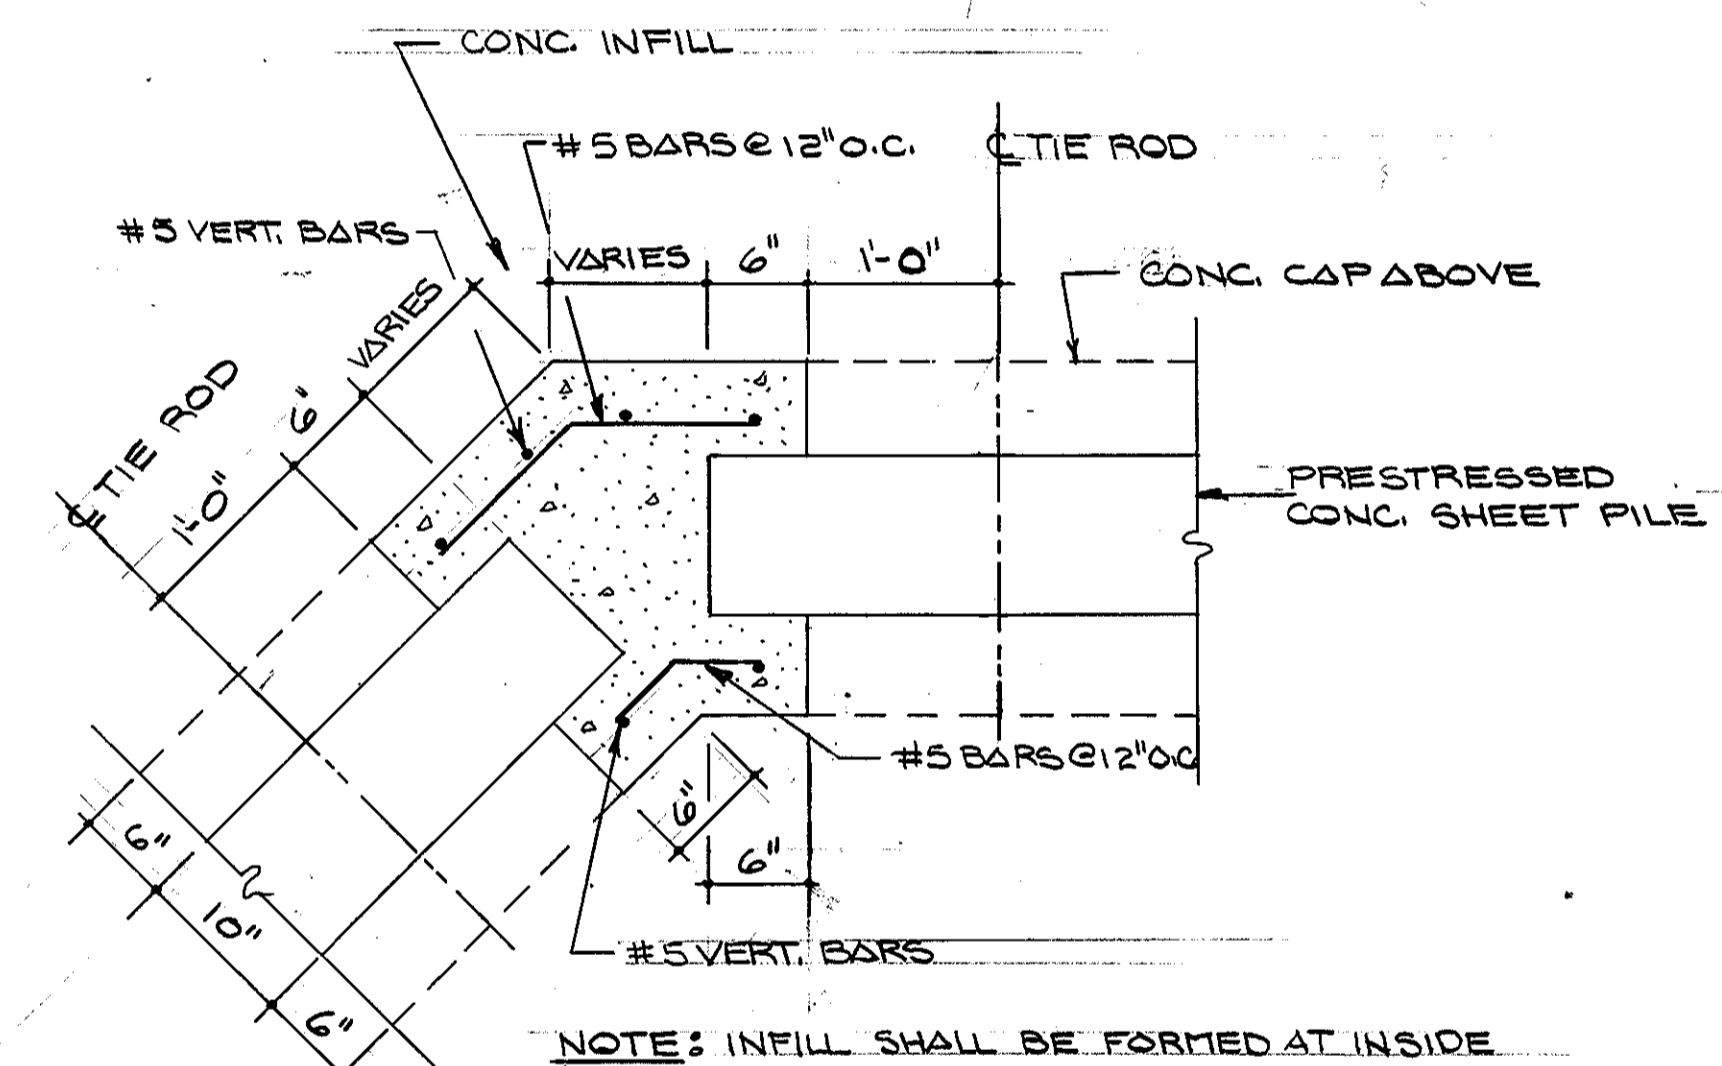 CONC. INFILL
#5 BARS @ 12" O.C.
℄ TIE ROD
#5 VERT. BARS
VARIES
6"
1'-0"
CONC. CAP ABOVE
VARIES
6"
1'-0"
℄ TIE ROD
PRESTRESSED
CONC. SHEET PILE
#5 BARS @ 12" O.C
6"
6"
6"
10"
6"
#5 VERT. BARS
NOTE: INFILL SHALL BE FORMED AT INSIDE